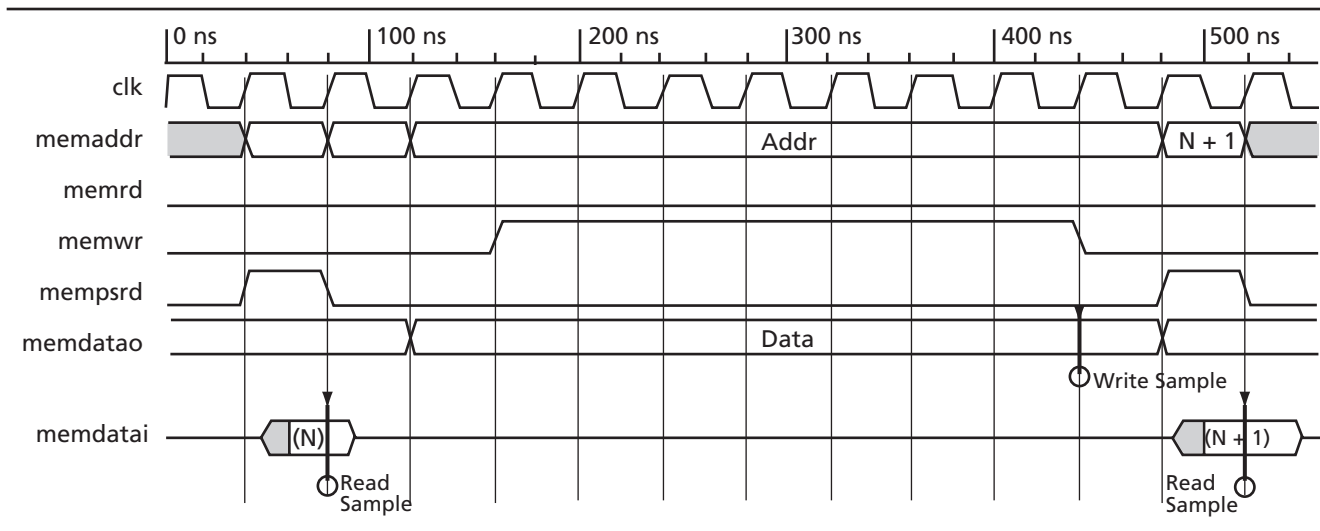 0 ns 100 ns 200 ns 300 ns 400 ns 500 ns
clk
memaddr Addr N + 1
memrd
memwr
mempsrd
memdatao Data
Write Sample
memdatai (N) (N + 1)
Read Sample
Read Sample